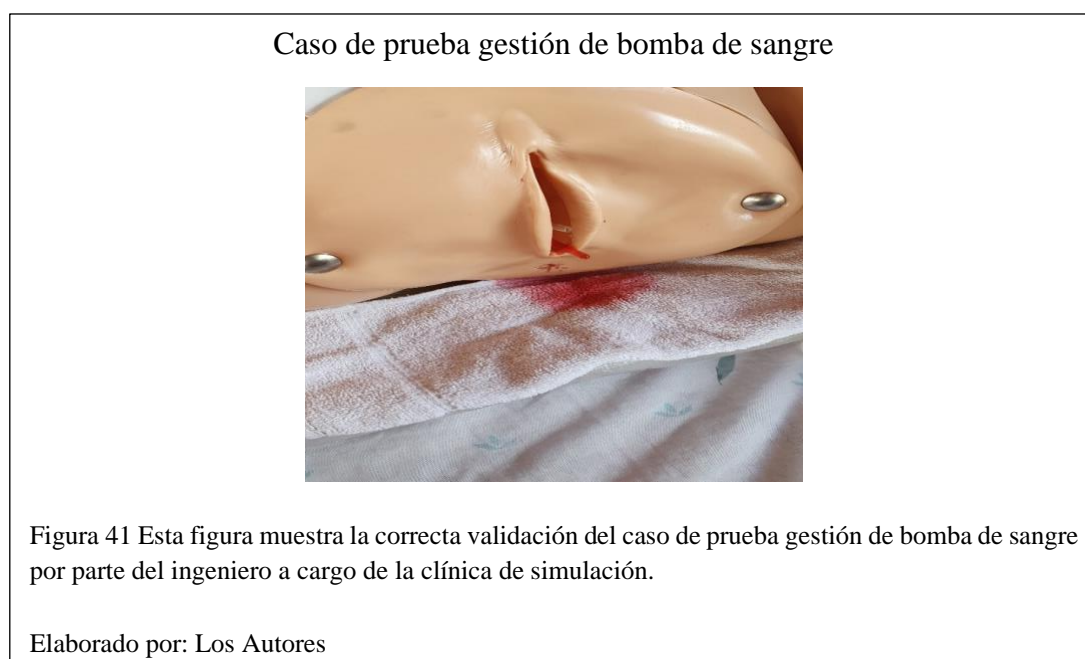 Caso de prueba gestión de bomba de sangre
Figura 41 Esta figura muestra la correcta validación del caso de prueba gestión de bomba de sangre
por parte del ingeniero a cargo de la clínica de simulación.
Elaborado por: Los Autores